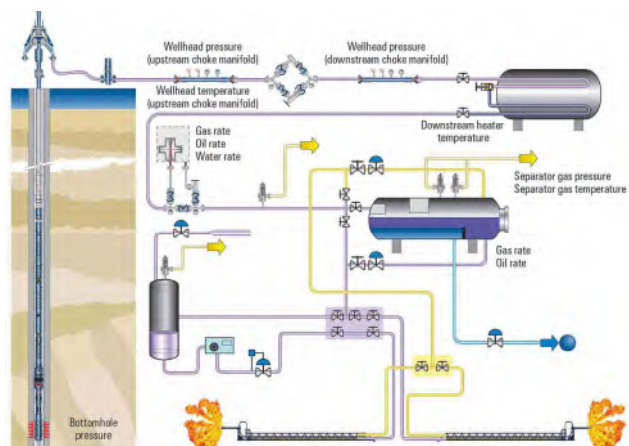 Wellhead pressure
(upstream choke manifold)
Wellhead pressure
(downstream choke manifold)
Wellhead temperature
(upstream choke manifold)
Gas rate
Oil rate
Water rate
Downstream heater
temperature
Separator gas pressure
Separator gas temperature
Gas rate
Oil rate
Bottomhole
pressure